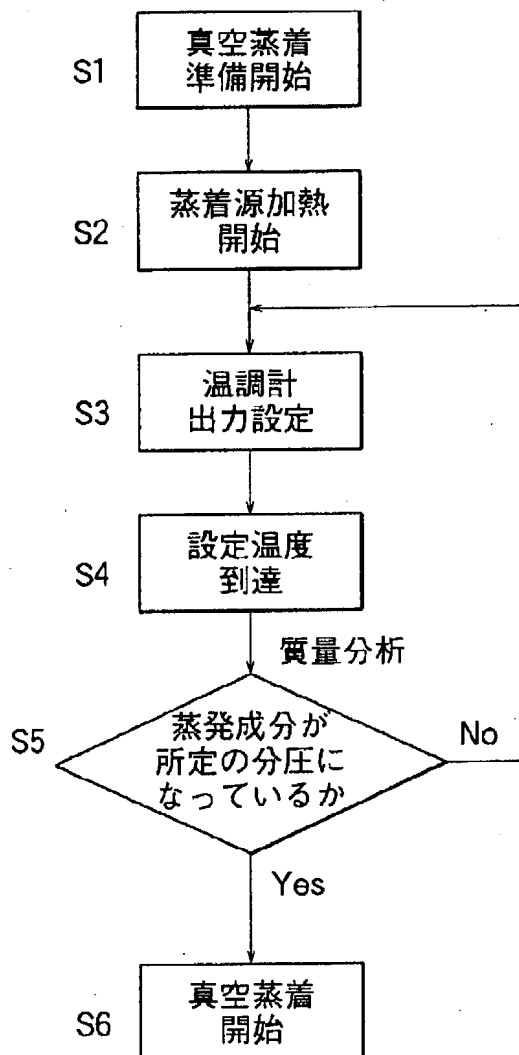 S1
真空蒸着
準備開始
S2
蒸着源加熱
開始
S3
温調計
出力設定
S4
設定温度
到達
質量分析
S5
蒸発成分が
所定の分圧に
なっているか
No
Yes
S6
真空蒸着
開始